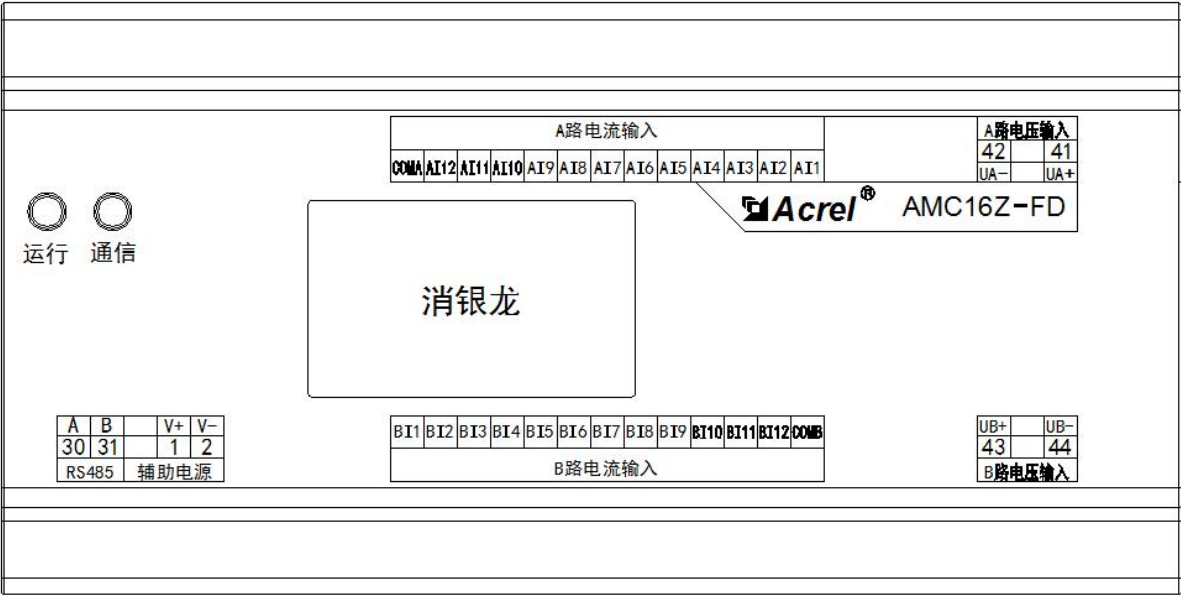 A路电流输入
COMA AI12 AI11 AI10 AI9 AI8 AI7 AI6 AI5 AI4 AI3 AI2 AI1
A路电压输入
42 41
UA- UA+
Acrel® AMC16Z-FD
运行 通信
消银龙
A B V+ V-
30 31 1 2
RS485 辅助电源
BI1 BI2 BI3 BI4 BI5 BI6 BI7 BI8 BI9 BI10 BI11 BI12 COMB
B路电流输入
UB+ UB-
43 44
B路电压输入